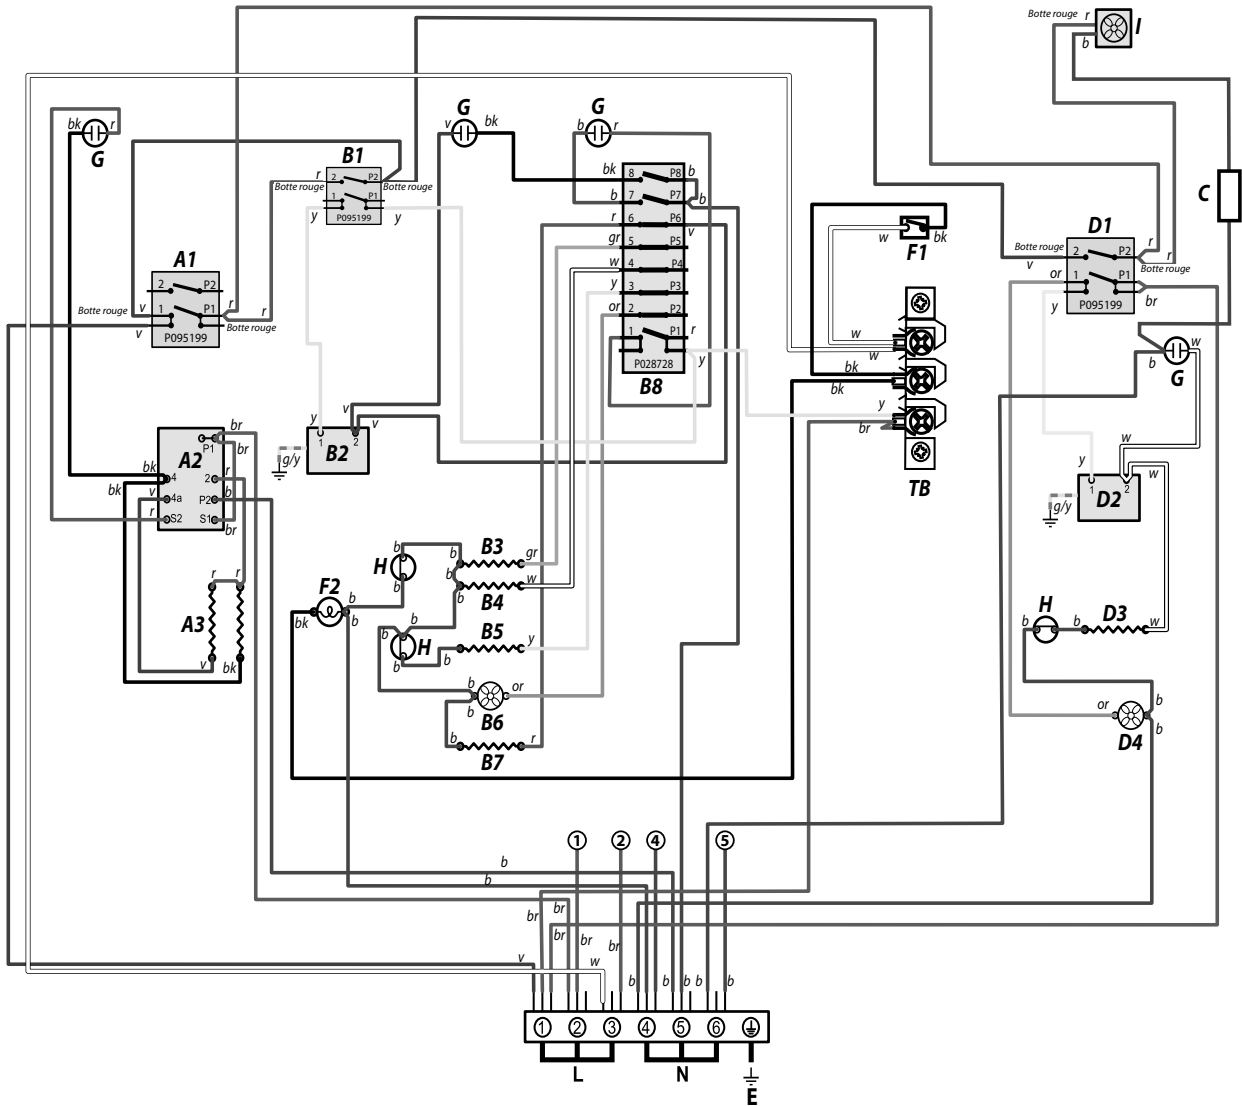 Botte rouge r
b
I
bk r
G
v G bk
b G r
B1
r 2 P2
Botte rouge Botte rouge
1 P1
y P095199 y
bk 8 P8 b
b 7 P7 b
r 6 P6 v
gr 5 P5
w 4 P4
y 3 P3
or 2 P2
1 P1 r
y
P028728
B8
C
w bk
F1
D1
Botte rouge 2 P2 r
v r
Botte rouge
or 1 P1
y P095199 br
A1
2 P2
v r
Botte rouge 1 P1 r
v Botte rouge
P095199
w
w
bk
bk
y
br
TB
w
b G
v
v
y
1 2
B2
g/y
br
P1
A2 br
bk 4 2 r
bk
v 4a P2 b
r S2 S1
br
w
w
y
1 2
D2
g/y
b B3 gr
H b
b b w
B4
F2
b
bk b
b
b b
H B5 y
b b
b or
b B6
b r
B7
r r
A3
v bk
H D3
b b w
or b
D4 b
1 2 4 5
b
b
br br
br br br
v w b b b b
1 2 3 4 5 6
L N
E